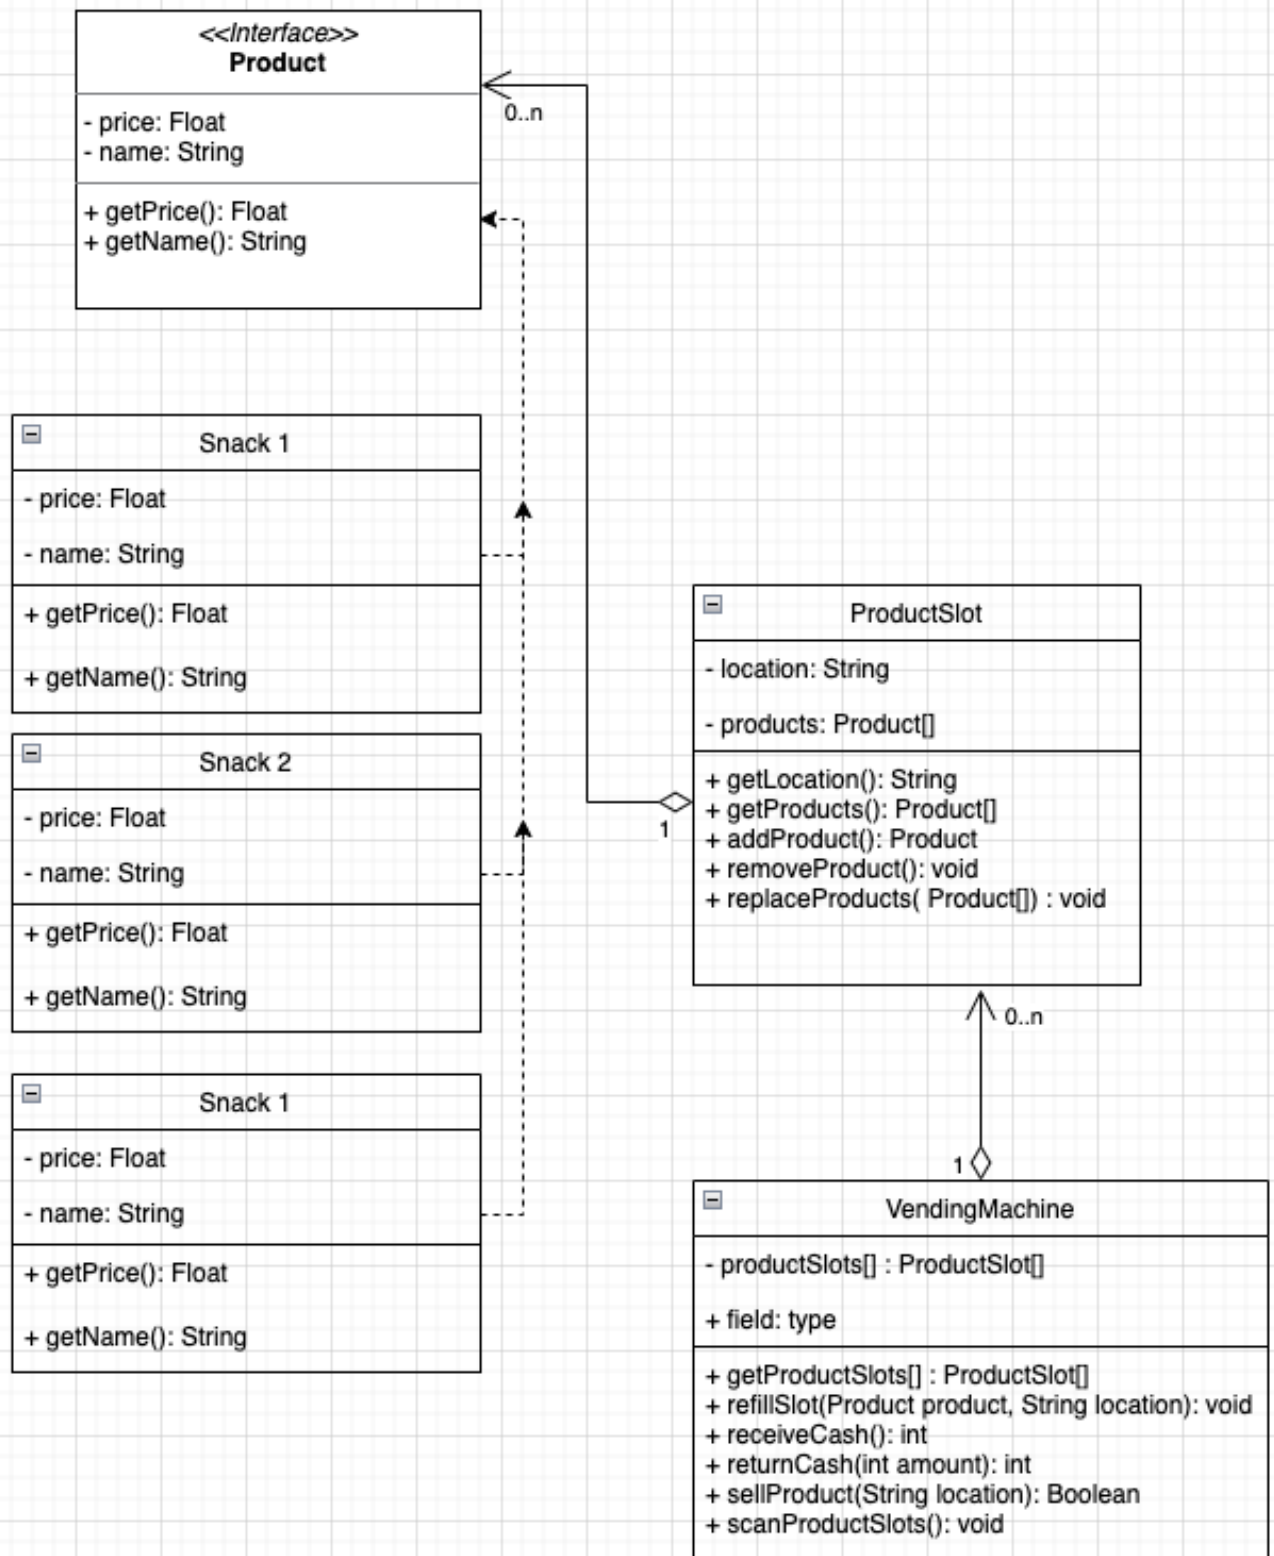 <<Interface>>
Product
- price: Float
- name: String
+ getPrice(): Float
+ getName(): String
0..n
Snack 1
- price: Float
- name: String
+ getPrice(): Float
+ getName(): String
Snack 2
- price: Float
- name: String
+ getPrice(): Float
+ getName(): String
Snack 1
- price: Float
- name: String
+ getPrice(): Float
+ getName(): String
ProductSlot
- location: String
- products: Product[]
+ getLocation(): String
+ getProducts(): Product[]
+ addProduct(): Product
+ removeProduct(): void
+ replaceProducts( Product[]) : void
1
0..n
1
VendingMachine
- productSlots[] : ProductSlot[]
+ field: type
+ getProductSlots[] : ProductSlot[]
+ refillSlot(Product product, String location): void
+ receiveCash(): int
+ returnCash(int amount): int
+ sellProduct(String location): Boolean
+ scanProductSlots(): void